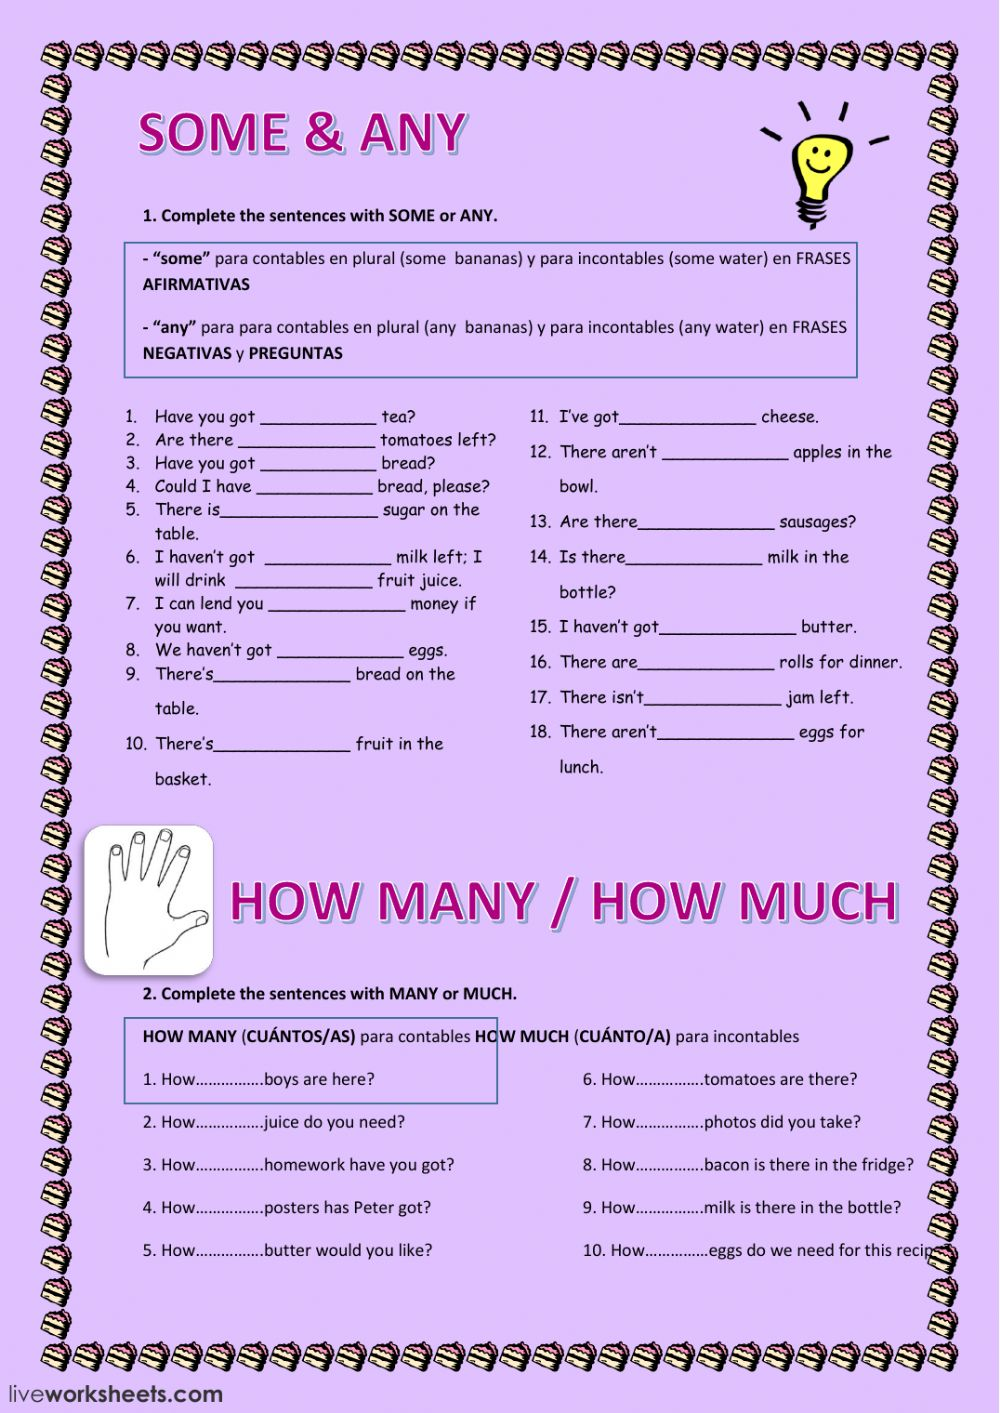 SOME & ANY
1. Complete the sentences with SOME or ANY.
- “some” para contables en plural (some bananas) y para incontables (some water) en FRASES
AFIRMATIVAS
- “any” para para contables en plural (any bananas) y para incontables (any water) en FRASES
NEGATIVAS y PREGUNTAS
1. Have you got ____________ tea?
2. Are there ______________ tomatoes left?
3. Have you got ____________ bread?
4. Could I have ____________ bread, please?
5. There is________________ sugar on the
table.
6. I haven’t got _____________ milk left; I
will drink ______________ fruit juice.
7. I can lend you ______________ money if
you want.
8. We haven’t got _____________ eggs.
9. There’s______________ bread on the
table.
10. There’s______________ fruit in the
basket.
11. I’ve got______________ cheese.
12. There aren’t _____________ apples in the
bowl.
13. Are there______________ sausages?
14. Is there______________ milk in the
bottle?
15. I haven’t got______________ butter.
16. There are______________ rolls for dinner.
17. There isn’t______________ jam left.
18. There aren’t______________ eggs for
lunch.
HOW MANY / HOW MUCH
2. Complete the sentences with MANY or MUCH.
HOW MANY (CUÁNTOS/AS) para contables HOW MUCH (CUÁNTO/A) para incontables
1. How...............boys are here?
2. How...............juice do you need?
3. How...............homework have you got?
4. How...............posters has Peter got?
5. How...............butter would you like?
6. How...............tomatoes are there?
7. How...............photos did you take?
8. How...............bacon is there in the fridge?
9. How...............milk is there in the bottle?
10. How..............eggs do we need for this
liveworksheets.com